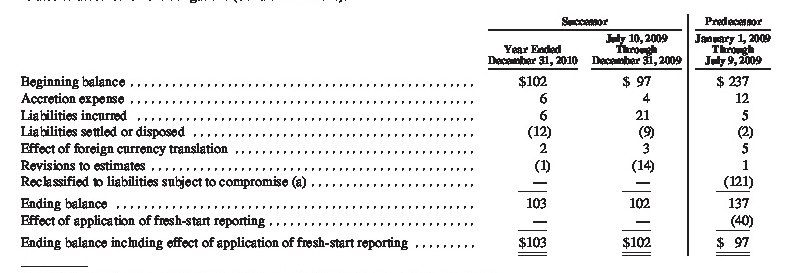 Successor Predecessor
Year Ended December 31, 2010 July 10, 2009 Through December 31, 2009 January 1, 2009 Through July 9, 2009
Beginning balance $102 $ 97 $ 237
Accretion expense 6 4 12
Liabilities incurred 6 21 5
Liabilities settled or disposed (12) (9) (2)
Effect of foreign currency translation 2 3 5
Revisions to estimates (1) (14) 1
Reclassified to liabilities subject to compromise (a) — — (121)
Ending balance 103 102 137
Effect of application of fresh-start reporting — — (40)
Ending balance including effect of application of fresh-start reporting $103 $102 $ 97